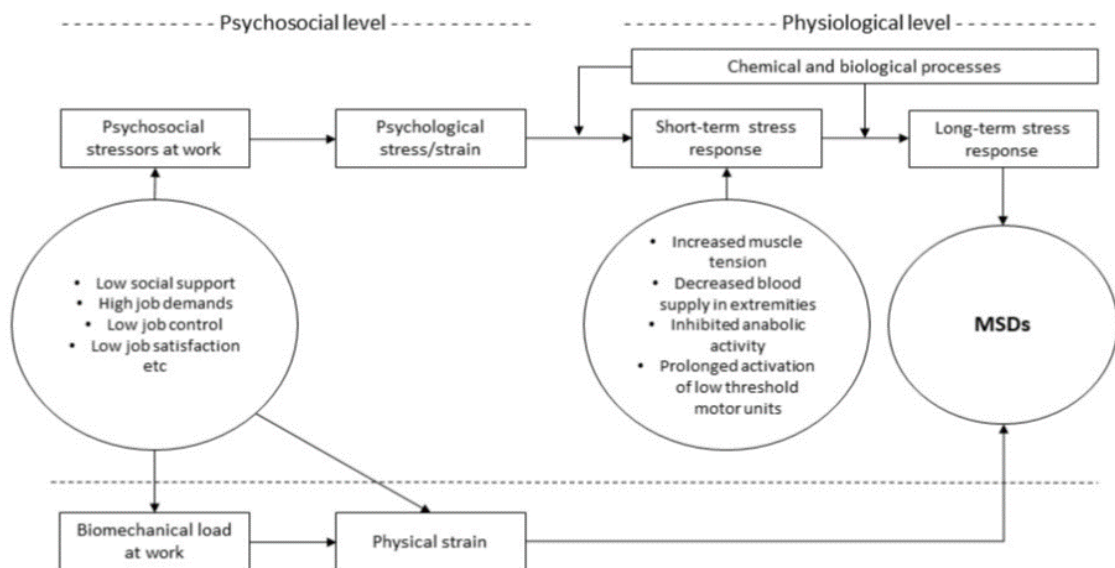 Psychosocial level
Physiological level
Chemical and biological processes
Psychosocial
stressors at work
Psychological
stress/strain
Short-term stress
response
Long-term stress
response
• Low social support
• High job demands
• Low job control
• Low job satisfaction
etc
• Increased muscle
tension
• Decreased blood
supply in extremities
• Inhibited anabolic
activity
• Prolonged activation
of low threshold
motor units
MSDs
Biomechanical load
at work
Physical strain